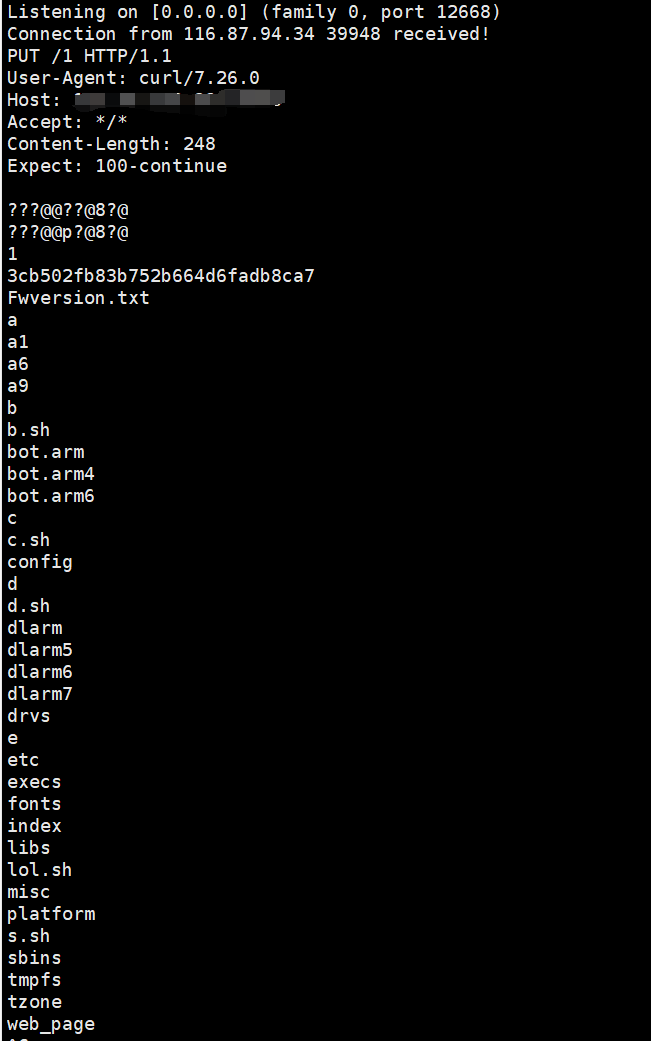 Listening on [0.0.0.0] (family 0, port 12668)
Connection from 116.87.94.34 39948 received!
PUT /1 HTTP/1.1
User-Agent: curl/7.26.0
Host:
Accept: */*
Content-Length: 248
Expect: 100-continue
???@@??@8?@
???@@p?@8?@
1
3cb502fb83b752b664d6fadb8ca7
Fwversion.txt
a
a1
a6
a9
b
b.sh
bot.arm
bot.arm4
bot.arm6
c
c.sh
config
d
d.sh
dlarm
dlarm5
dlarm6
dlarm7
drvs
e
etc
execs
fonts
index
libs
lol.sh
misc
platform
s.sh
sbins
tmpfs
tzone
web_page